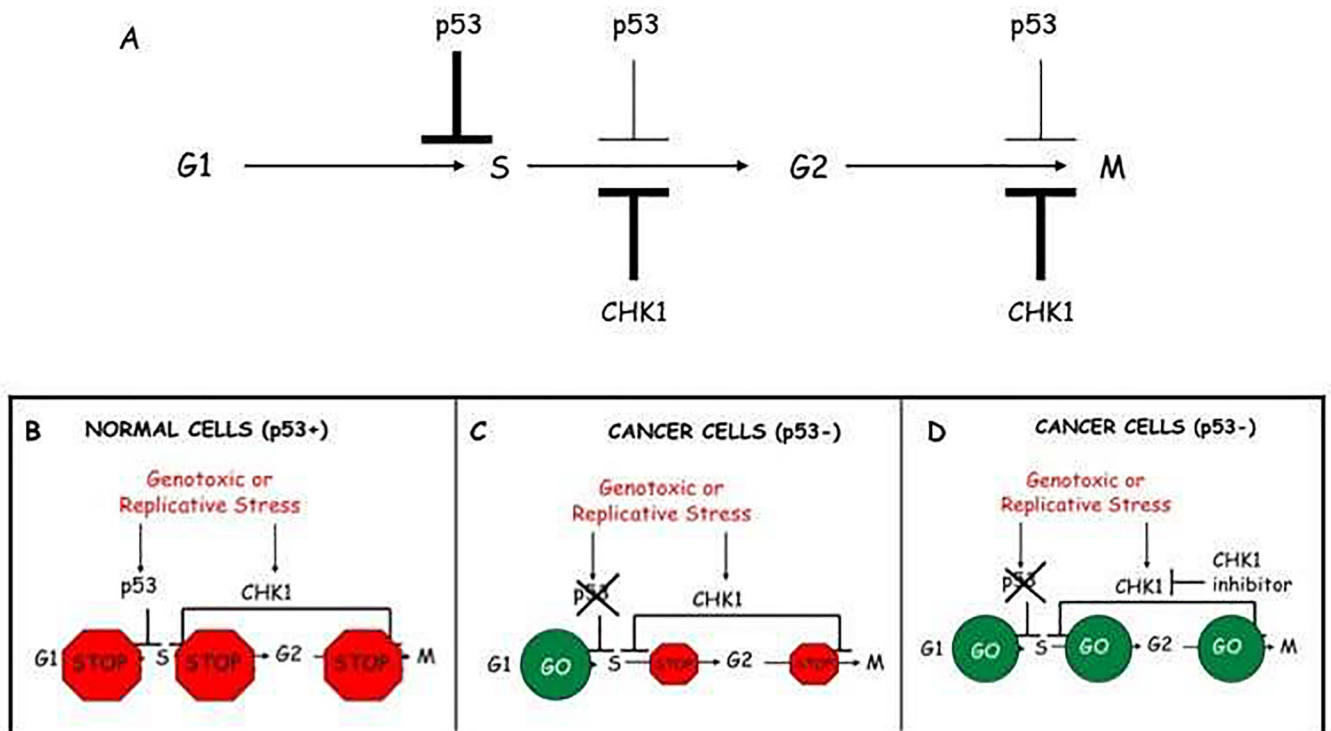 A
p53 p53 p53
G1 S G2 M
CHK1 CHK1
B NORMAL CELLS (p53+)
Genotoxic or
Replicative Stress
p53 CHK1
G1 STOP S STOP G2 STOP M
C CANCER CELLS (p53-)
Genotoxic or
Replicative Stress
p53 CHK1
G1 GO S STOP G2 STOP M
D CANCER CELLS (p53-)
Genotoxic or
Replicative Stress
p53 CHK1 CHK1
inhibitor
G1 GO S GO G2 GO M